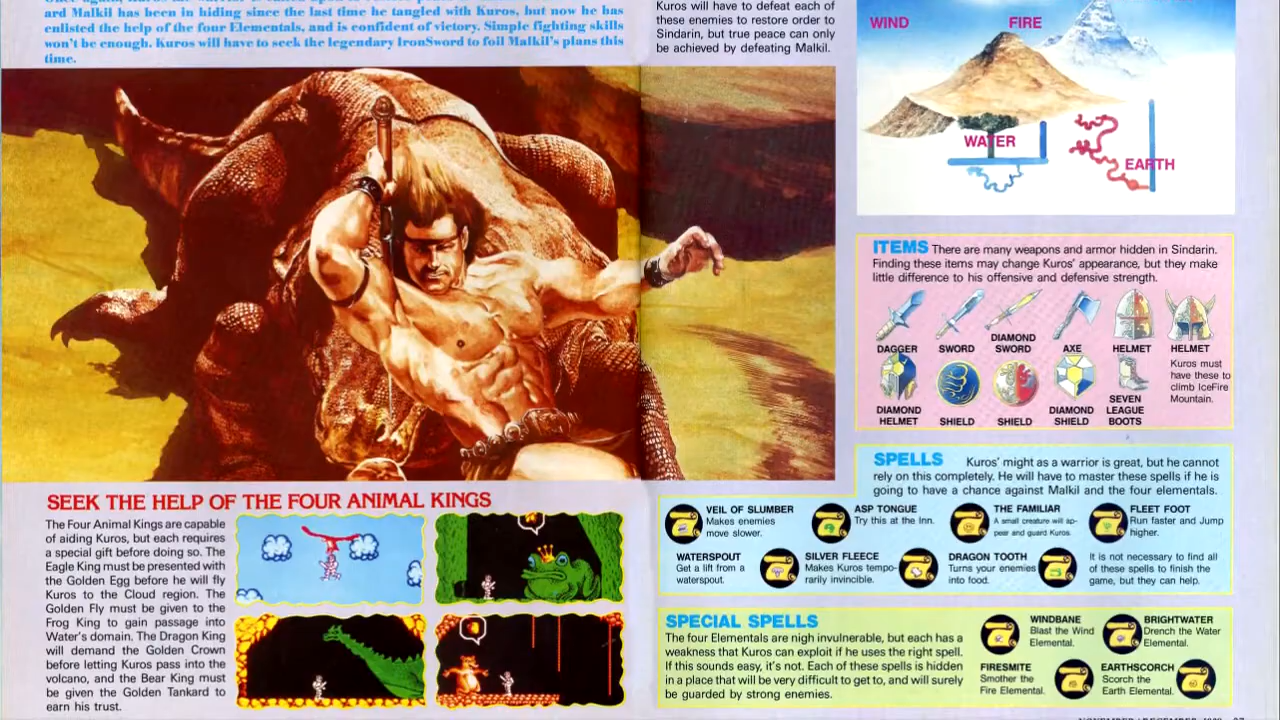 ard Malkil has been in hiding since the last time he tangled with Kuros, but now he has
enlisted the help of the four Elementals, and is confident of victory. Simple fighting skills
won't be enough. Kuros will have to seek the legendary IronSword to foil Malkil's plans this
time.
Kuros will have to defeat each of
these enemies to restore order to
Sindarin, but true peace can only
be achieved by defeating Malkil.
WIND
FIRE
WATER
EARTH
ITEMS There are many weapons and armor hidden in Sindarin.
Finding these items may change Kuros' appearance, but they make
little difference to his offensive and defensive strength.
DAGGER
SWORD
DIAMOND
SWORD
AXE
HELMET
HELMET
Kuros must
have these to
climb IceFire
Mountain.
DIAMOND
HELMET
SHIELD
SHIELD
DIAMOND
SHIELD
SEVEN
LEAGUE
BOOTS
SPELLS Kuros' might as a warrior is great, but he cannot
rely on this completely. He will have to master these spells if he is
going to have a chance against Malkil and the four elementals.
VEIL OF SLUMBER
Makes enemies
move slower.
ASP TONGUE
Try this at the Inn.
THE FAMILIAR
A small creature will ap-
pear and guard Kuros.
FLEET FOOT
Run faster and Jump
higher.
WATERSPOUT
Get a lift from a
waterspout.
SILVER FLEECE
Makes Kuros tempo-
rarily invincible.
DRAGON TOOTH
Turns your enemies
into food.
It is not necessary to find all
of these spells to finish the
game, but they can help.
SEEK THE HELP OF THE FOUR ANIMAL KINGS
The Four Animal Kings are capable
of aiding Kuros, but each requires
a special gift before doing so. The
Eagle King must be presented with
the Golden Egg before he will fly
Kuros to the Cloud region. The
Golden Fly must be given to the
Frog King to gain passage into
Water's domain. The Dragon King
will demand the Golden Crown
before letting Kuros pass into the
volcano, and the Bear King must
be given the Golden Tankard to
earn his trust.
SPECIAL SPELLS
The four Elementals are nigh invulnerable, but each has a
weakness that Kuros can exploit if he uses the right spell.
If this sounds easy, it's not. Each of these spells is hidden
in a place that will be very difficult to get to, and will surely
be guarded by strong enemies.
WINDBANE
Blast the Wind
Elemental.
BRIGHTWATER
Drench the Water
Elemental.
FIRESMITE
Smother the
Fire Elemental.
EARTHSCORCH
Scorch the
Earth Elemental.